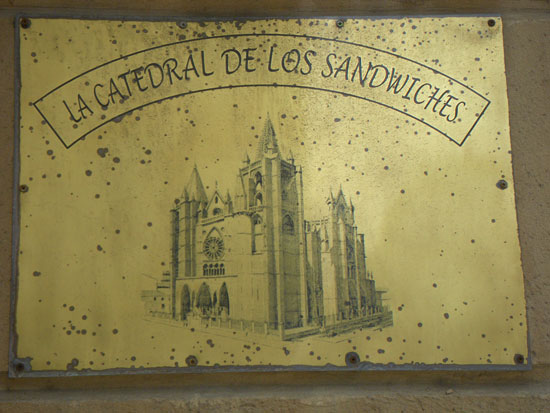 LA CATEDRAL DE LOS SANDWICHES.